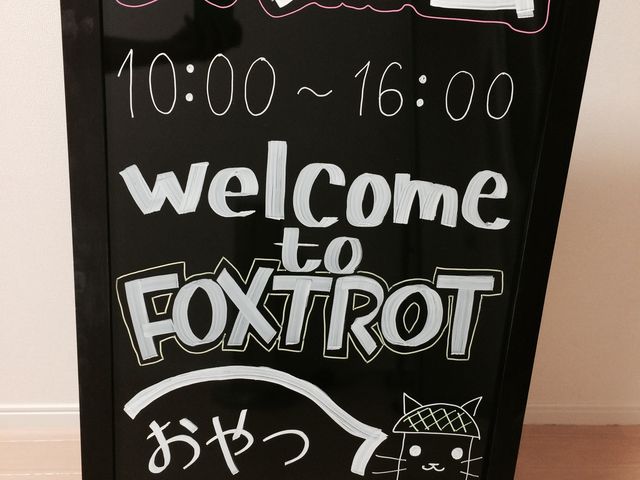 10:00~16:00
welcome
to
FOXTROT
おやつ